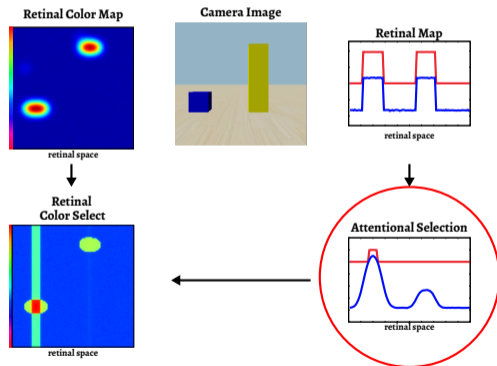 Retinal Color Map
Camera Image
Retinal Map
retinal space
retinal space
Retinal
Color Select
Attentional Selection
retinal space
retinal space